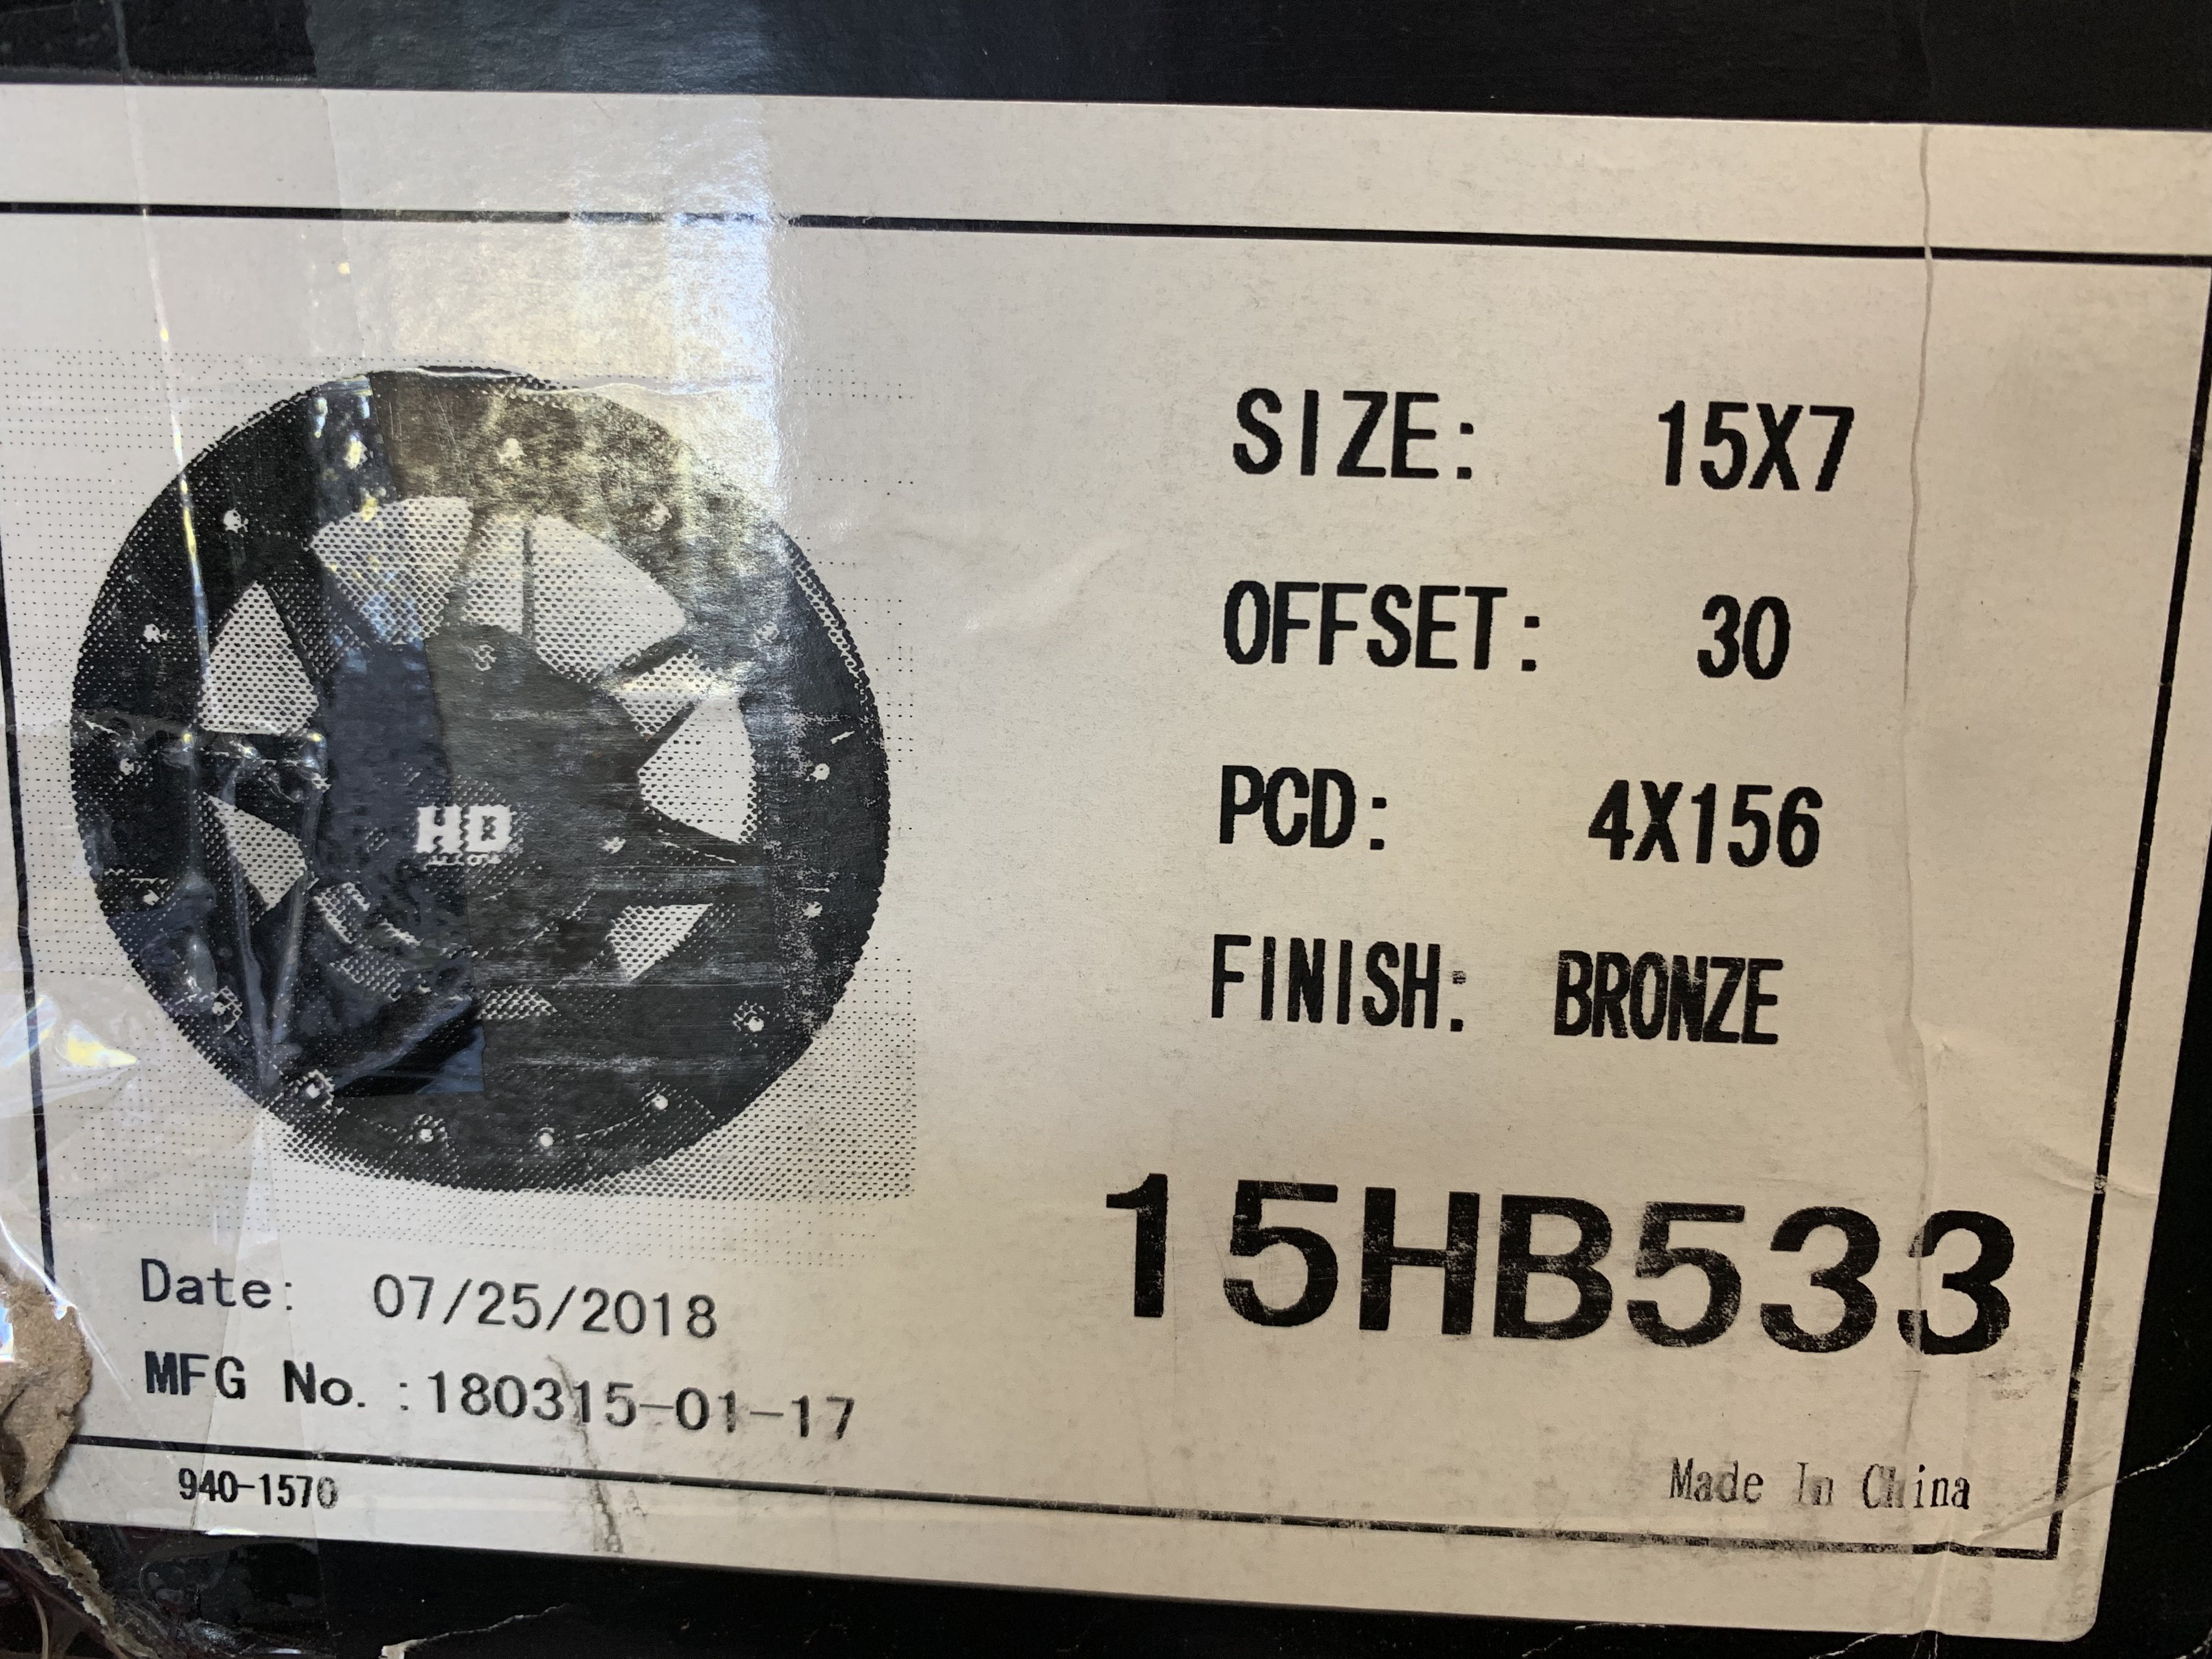 SIZE: 15X7
OFFSET: 30
PCD: 4X156
FINISH: BRONZE
HD
15HB533
Date: 07/25/2018
MFG No. :180315-01-17
940-1570
Made In China